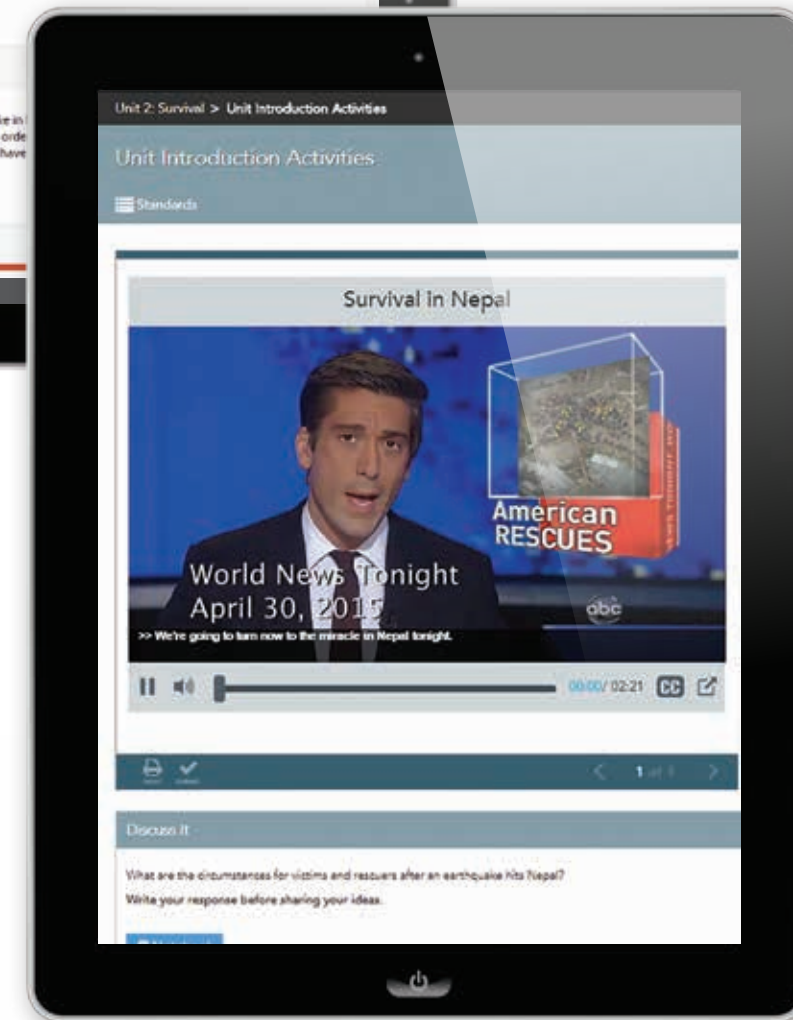 Unit 2: Survival > Unit Introduction Activities
Unit Introduction Activities
Standards
Survival in Nepal
American
RESCUES
World News Tonight
April 30, 2015
abc
>> We're going to turn now to the miracle in Nepal tonight.
00:00/ 02:21 CC
1 of
Discuss It
What are the circumstances for victims and rescuers after an earthquake hits Nepal?
Write your response before sharing your ideas.
have